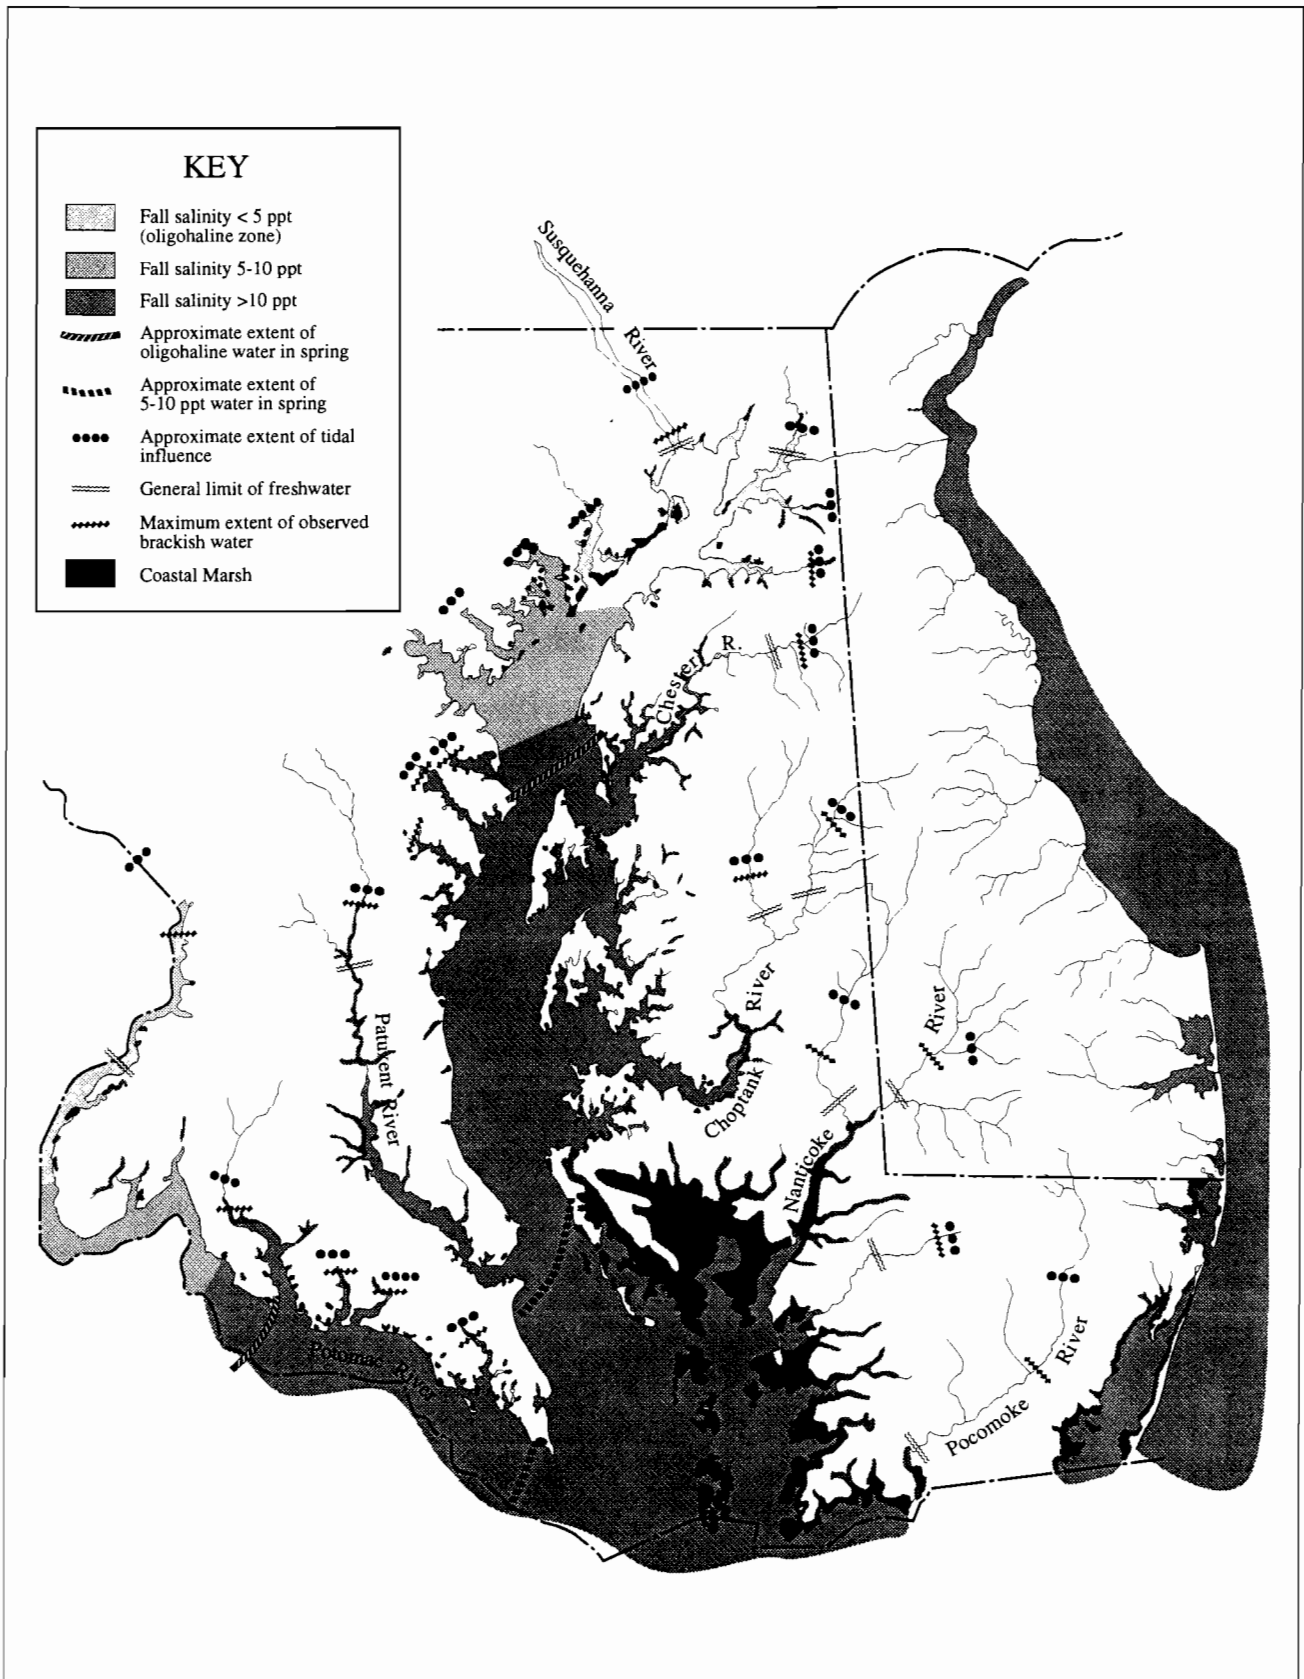 KEY
Fall salinity < 5 ppt
(oligohaline zone)
Fall salinity 5-10 ppt
Fall salinity >10 ppt
Approximate extent of
oligohaline water in spring
Approximate extent of
5-10 ppt water in spring
Approximate extent of tidal
influence
General limit of freshwater
Maximum extent of observed
brackish water
Coastal Marsh
Susquehanna
River
Chester
R.
River
Choptank
River
Patuxent
River
Nanticoke
Potomac
River
River
Pocomoke